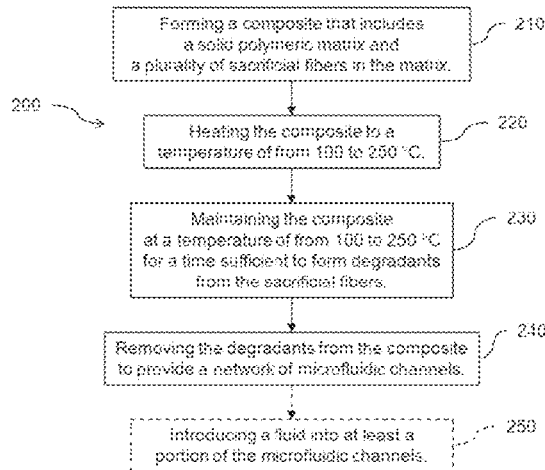 Forming a composite that includes
a solid polymeric matrix and
a plurality of sacrificial fibers in the matrix.
210
200
Heating the composite to a
temperature of from 100 to 250 °C.
220
Maintaining the composite
at a temperature of from 100 to 250 °C
for a time sufficient to form degradants
from the sacrificial fibers.
230
Removing the degradants from the composite
to provide a network of microfluidic channels.
240
Introducing a fluid into at least a
portion of the microfluidic channels.
250